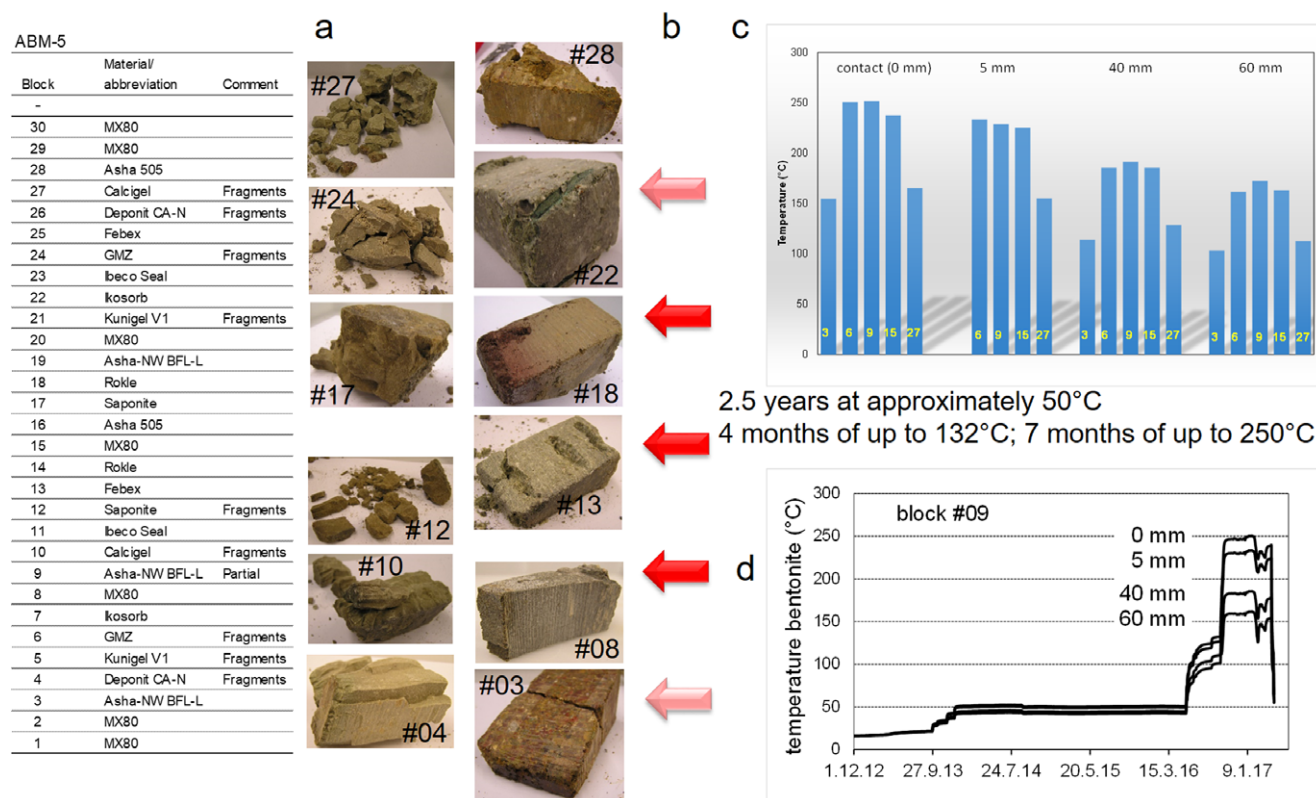 ABM-5
Material/
Block abbreviation Comment
-
30 MX80
29 MX80
28 Asha 505
27 Calcigel Fragments
26 Deponit CA-N Fragments
25 Febex
24 GMZ Fragments
23 Ibeco Seal
22 Ikosorb
21 Kunigel V1 Fragments
20 MX80
19 Asha-NW BFL-L
18 Rokle
17 Saponite
16 Asha 505
15 MX80
14 Rokle
13 Febex
12 Saponite Fragments
11 Ibeco Seal
10 Calcigel Fragments
9 Asha-NW BFL-L Partial
8 MX80
7 Ikosorb
6 GMZ Fragments
5 Kunigel V1 Fragments
4 Deponit CA-N Fragments
3 Asha-NW BFL-L
2 MX80
1 MX80
a
#27
#28
#24
#22
#17
#18
#12
#13
#10
#08
#04
#03
b
c
300
250
200
150
100
50
0
Temperature (°C)
contact (0 mm) 5 mm 40 mm 60 mm
3 6 9 15 27 6 9 15 27 3 6 9 15 27 3 6 9 15 27
2.5 years at approximately 50°C
4 months of up to 132°C; 7 months of up to 250°C
d
temperature bentonite (°C)
300
250
200
150
100
50
0
block #09
0 mm
5 mm
40 mm
60 mm
1.12.12 27.9.13 24.7.14 20.5.15 15.3.16 9.1.17